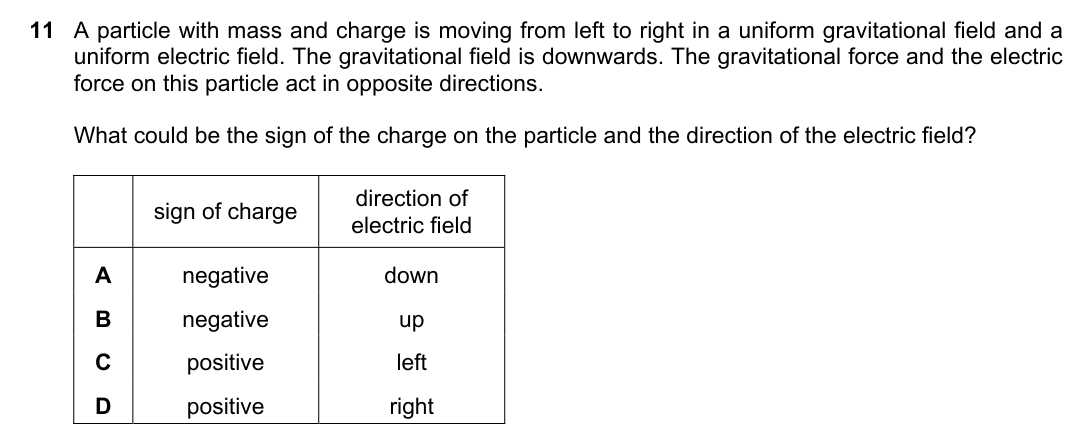 11 A particle with mass and charge is moving from left to right in a uniform gravitational field and a
uniform electric field. The gravitational field is downwards. The gravitational force and the electric
force on this particle act in opposite directions.
What could be the sign of the charge on the particle and the direction of the electric field?
sign of charge direction of
electric field
A negative down
B negative up
C positive left
D positive right